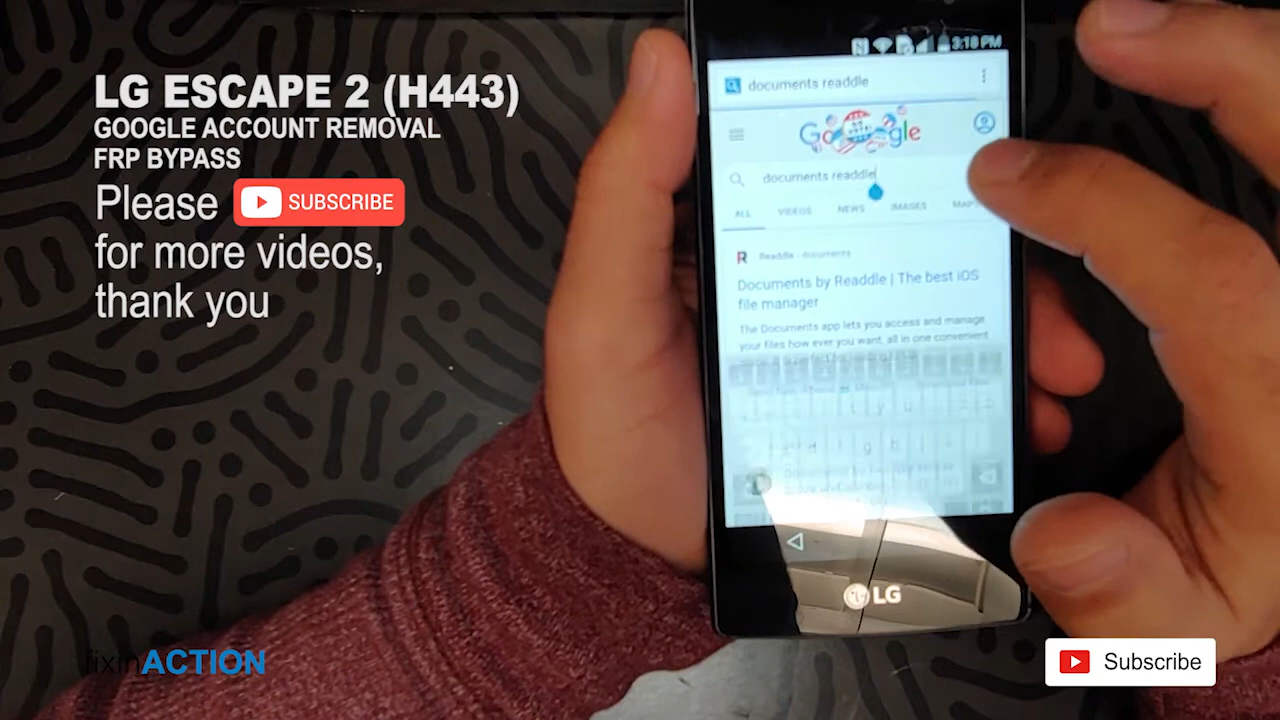 LG ESCAPE 2 (H443)
GOOGLE ACCOUNT REMOVAL
FRP BYPASS
Please SUBSCRIBE
for more videos,
thank you
3:18 PM
documents readdle
Google
documents readdle
ALL VIDEOS NEWS IMAGES MAP
Readdle › documents
Documents by Readdle | The best iOS
file manager
The Documents app lets you access and manage
your files how ever you want, all in one convenient
LG
fixinACTION
Subscribe